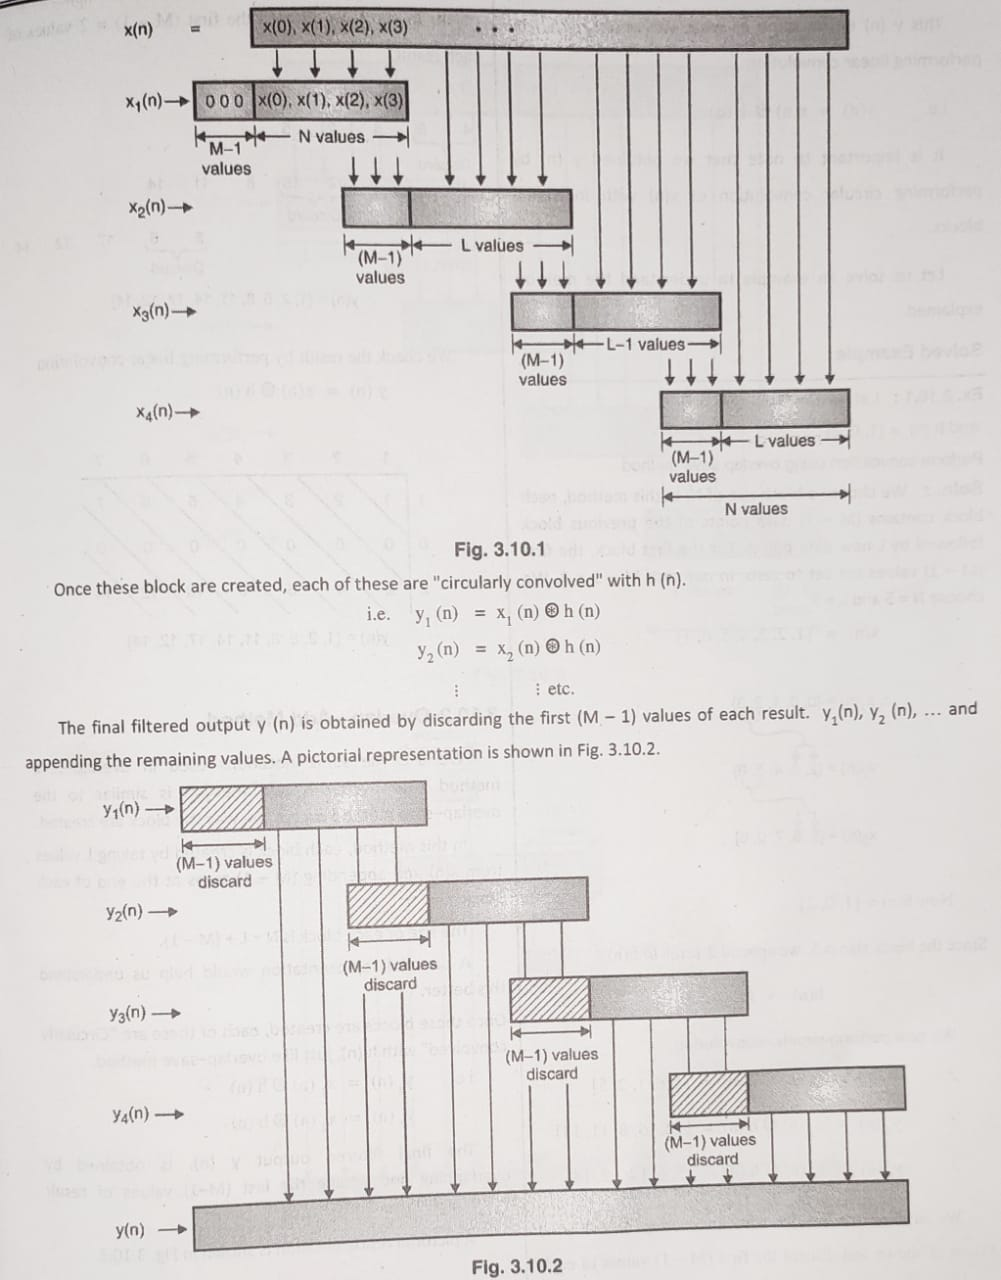 x(n) = x(0), x(1), x(2), x(3) . . .
x₁(n) 0 0 0 x(0), x(1), x(2), x(3)
M–1 N values
values
x₂(n)
(M–1) L values
values
x₃(n)
(M–1) L–1 values
values
x₄(n)
(M–1) L values
values
N values
Fig. 3.10.1
Once these block are created, each of these are "circularly convolved" with h (n).
i.e. y₁ (n) = x₁ (n) ⊛ h (n)
y₂ (n) = x₂ (n) ⊛ h (n)
⋮ ⋮ etc.
The final filtered output y (n) is obtained by discarding the first (M – 1) values of each result. y₁(n), y₂ (n), … and
appending the remaining values. A pictorial representation is shown in Fig. 3.10.2.
y₁(n)
(M–1) values
discard
y₂(n)
(M–1) values
discard
y₃(n)
(M–1) values
discard
y₄(n)
(M–1) values
discard
y(n)
Fig. 3.10.2